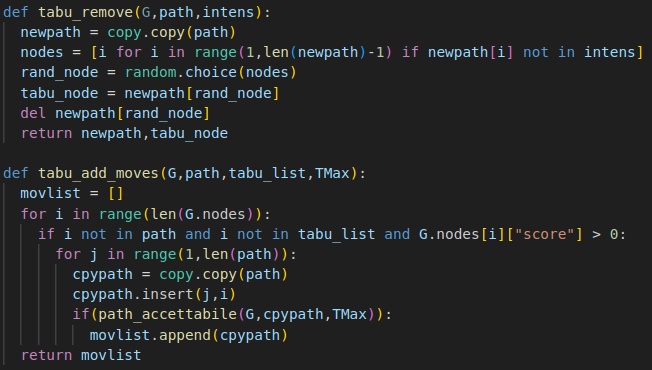 def tabu_remove(G,path,intens):
  newpath = copy.copy(path)
  nodes = [i for i in range(1,len(newpath)-1) if newpath[i] not in intens]
  rand_node = random.choice(nodes)
  tabu_node = newpath[rand_node]
  del newpath[rand_node]
  return newpath,tabu_node

def tabu_add_moves(G,path,tabu_list,TMax):
  movlist = []
  for i in range(len(G.nodes)):
    if i not in path and i not in tabu_list and G.nodes[i]["score"] > 0:
      for j in range(1,len(path)):
        cpypath = copy.copy(path)
        cpypath.insert(j,i)
        if(path_accettabile(G,cpypath,TMax)):
          movlist.append(cpypath)
  return movlist